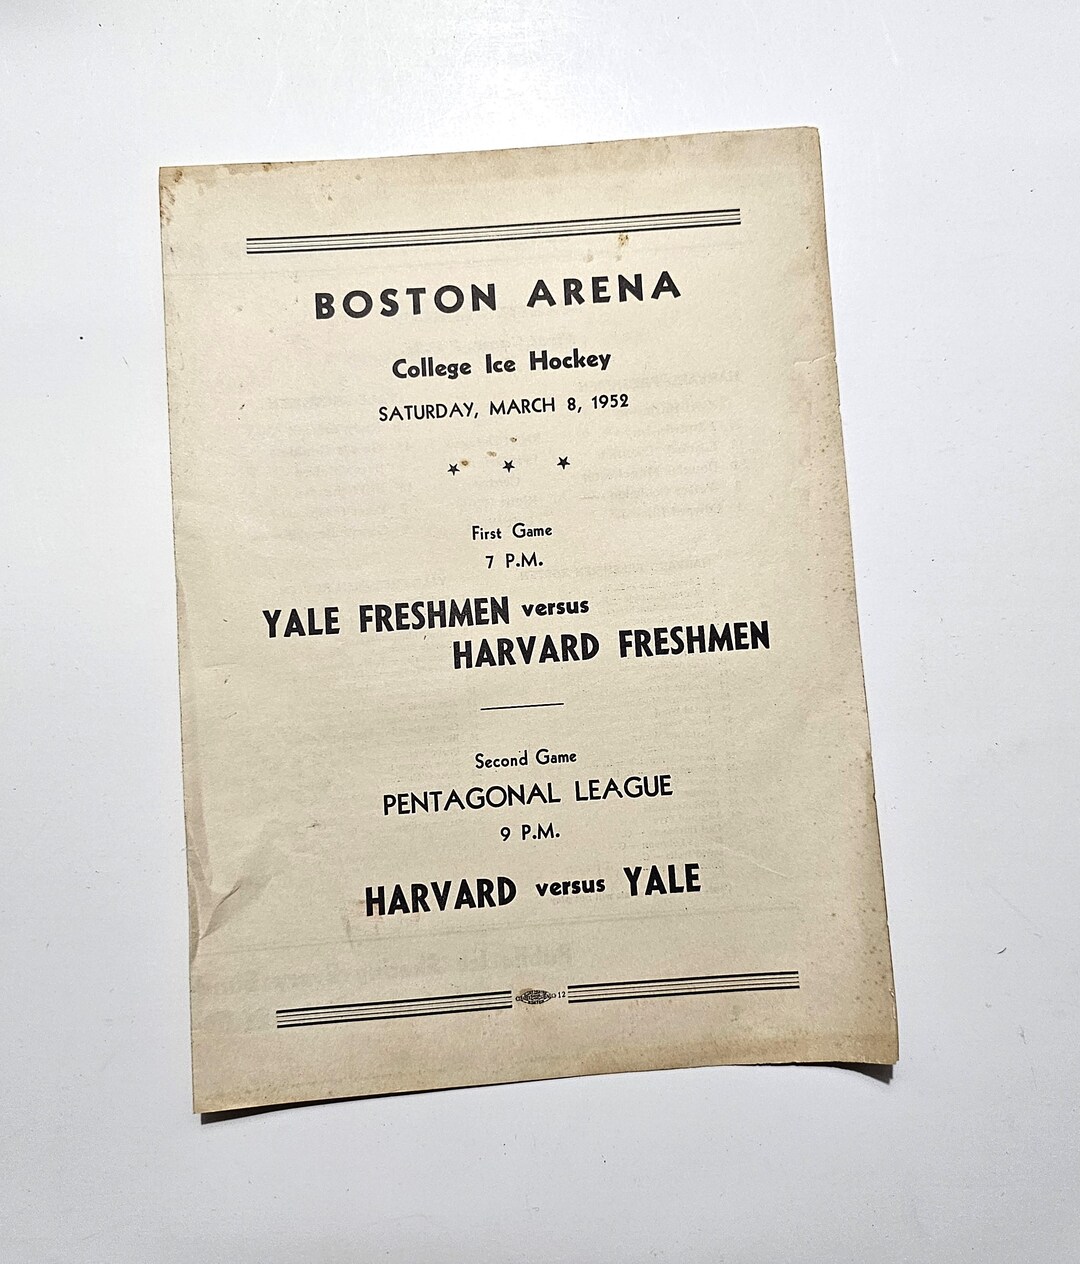 BOSTON ARENA
College Ice Hockey
SATURDAY, MARCH 8, 1952
First Game
7 P.M.
YALE FRESHMEN versus
HARVARD FRESHMEN
Second Game
PENTAGONAL LEAGUE
9 P.M.
HARVARD versus YALE
12